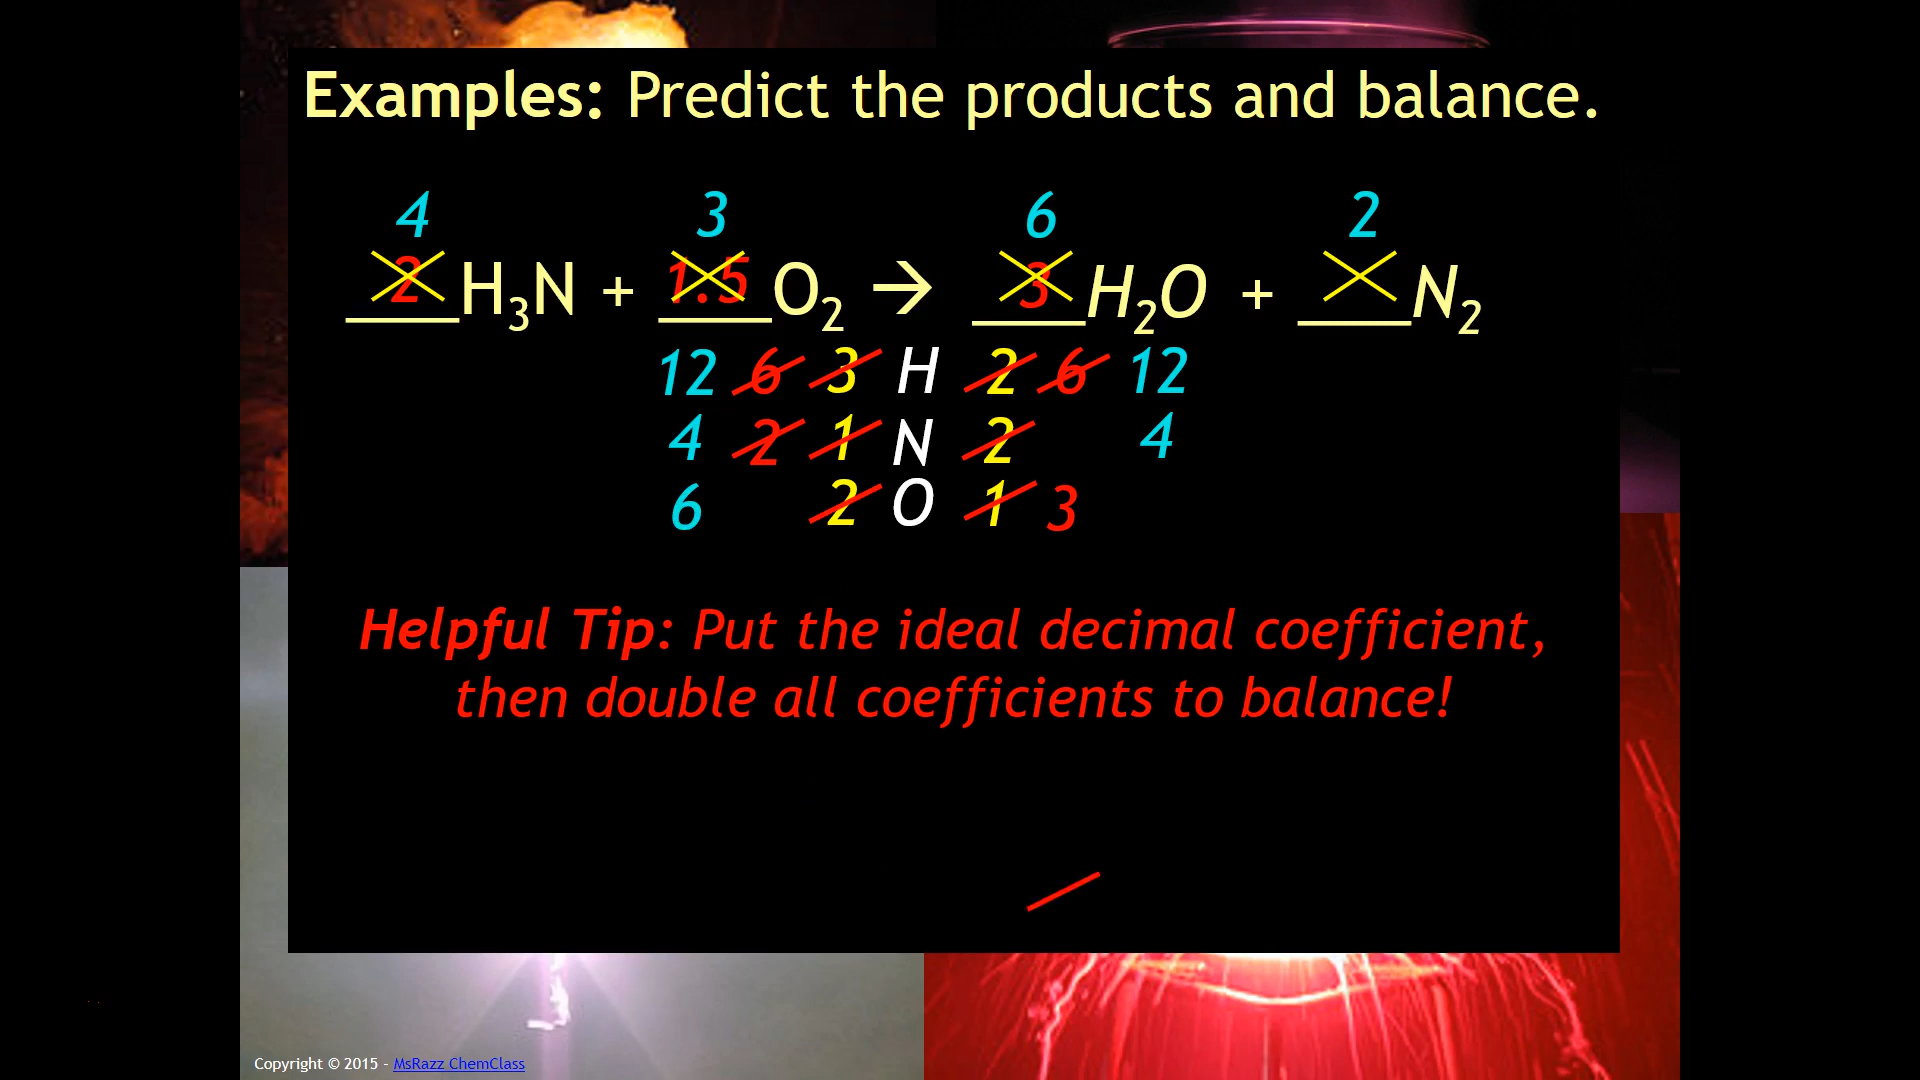 Examples: Predict the products and balance.
4 3 6 2
2 H₃N + 1.5 O₂ → 3 H₂O + ___N₂
12 6 3 H 2 6 12
4 2 1 N 2 4
6 2 O 1 3
Helpful Tip: Put the ideal decimal coefficient,
then double all coefficients to balance!
Copyright © 2015 - MsRazz ChemClass